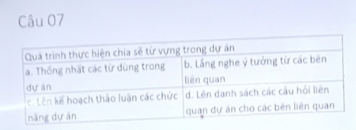 Câu 07
Quá trình thực hiện chia sẻ từ vựng trong dự án
a. Thống nhất các từ dùng trong
dự án
b. Lắng nghe ý tưởng từ các bên
liên quan
c. Lên kế hoạch thảo luận các chức
năng dự án
d. Lên danh sách các câu hỏi liên
quan dự án cho các bên liên quan